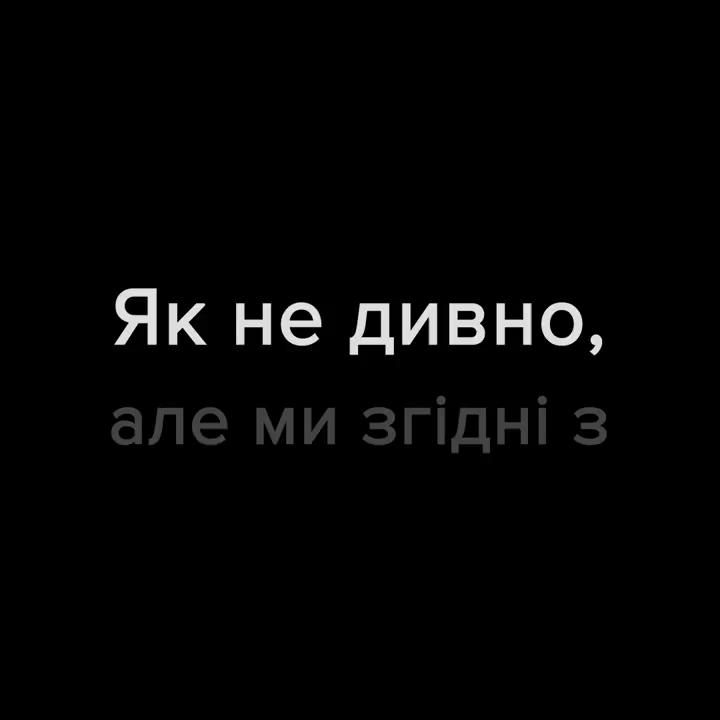 Як не дивно,
але ми згідні з